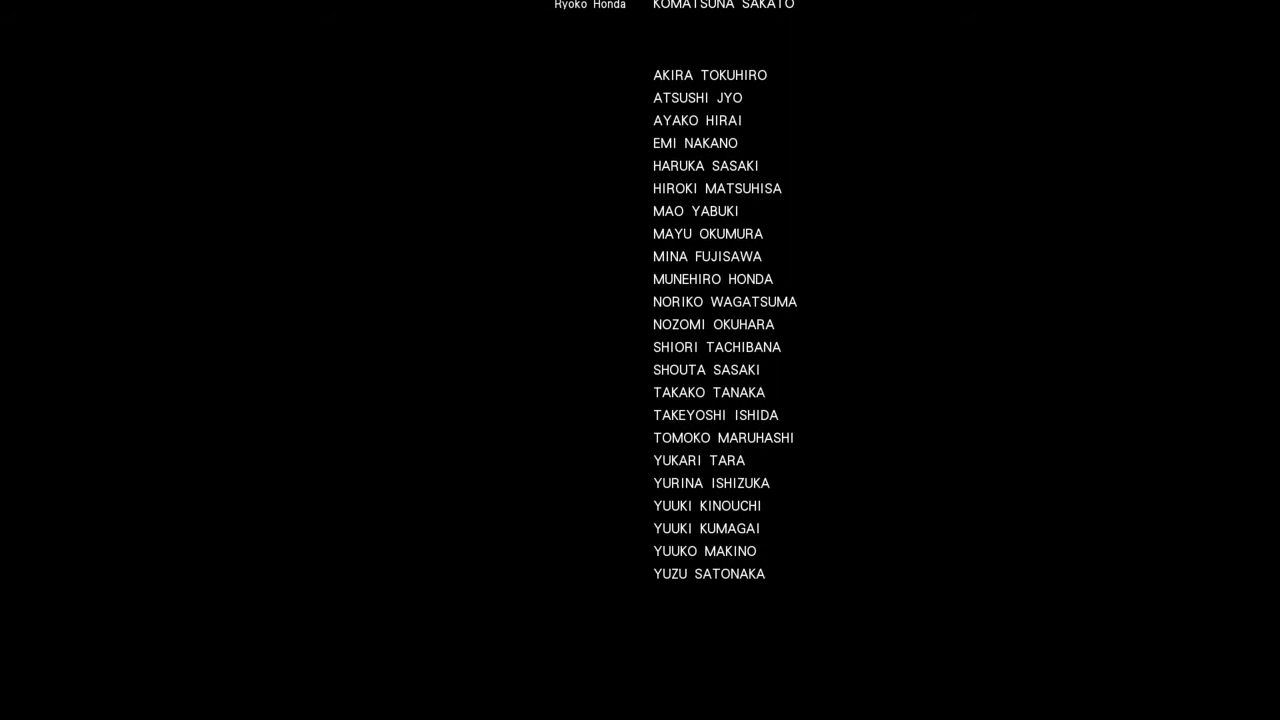 Ryoko Honda KOMATSUNA SAKATO
AKIRA TOKUHIRO
ATSUSHI JYO
AYAKO HIRAI
EMI NAKANO
HARUKA SASAKI
HIROKI MATSUHISA
MAO YABUKI
MAYU OKUMURA
MINA FUJISAWA
MUNEHIRO HONDA
NORIKO WAGATSUMA
NOZOMI OKUHARA
SHIORI TACHIBANA
SHOUTA SASAKI
TAKAKO TANAKA
TAKEYOSHI ISHIDA
TOMOKO MARUHASHI
YUKARI TARA
YURINA ISHIZUKA
YUUKI KINOUCHI
YUUKI KUMAGAI
YUUKO MAKINO
YUZU SATONAKA